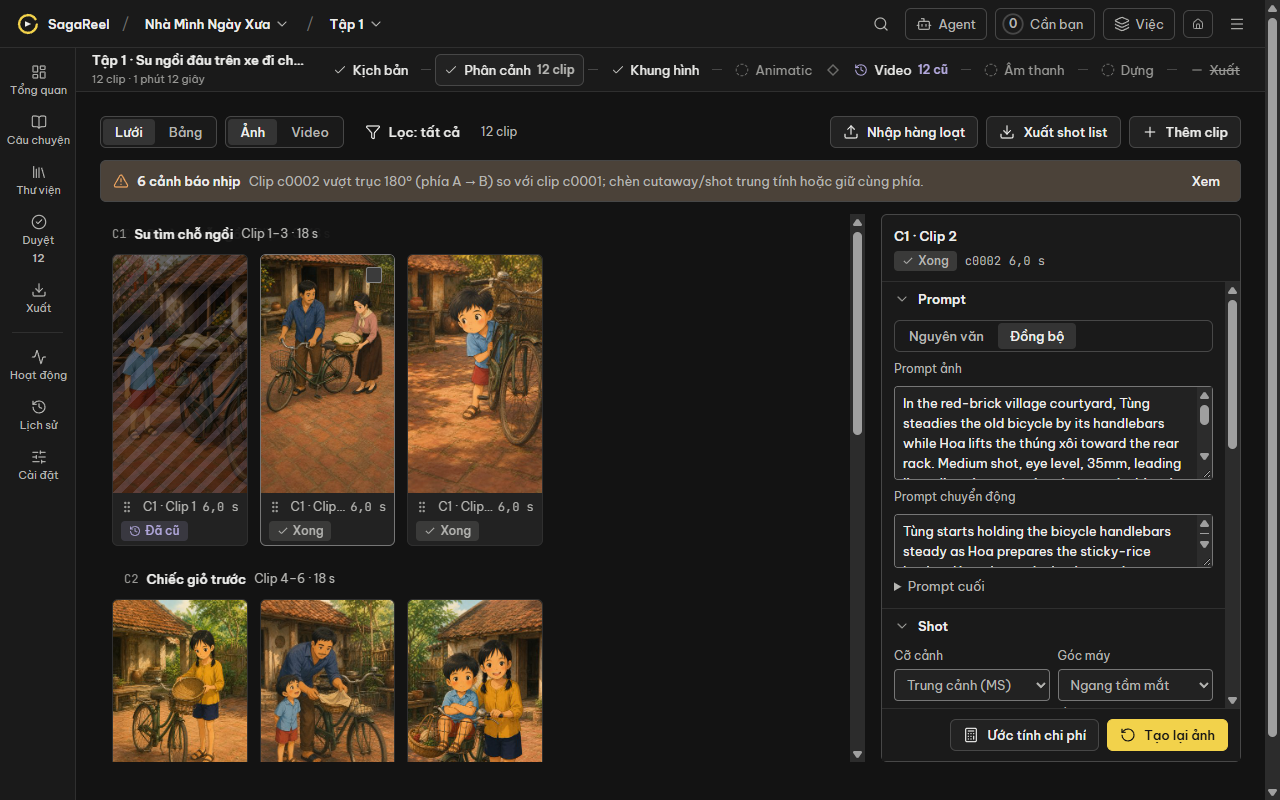 SagaReel / Nhà Mình Ngày Xưa / Tập 1
Agent
0 Cần bạn
Việc
Tổng quan
Câu chuyện
Thư viện
Duyệt
12
Xuất
Hoạt động
Lịch sử
Cài đặt
Tập 1 · Su ngồi đâu trên xe đi ch...
12 clip · 1 phút 12 giây
Kịch bản
Phân cảnh 12 clip
Khung hình
Animatic
Video 12 cũ
Âm thanh
Dựng
Xuất
Lưới Bảng
Ảnh Video
Lọc: tất cả
12 clip
Nhập hàng loạt
Xuất shot list
Thêm clip
6 cảnh báo nhịp Clip c0002 vượt trục 180° (phía A → B) so với clip c0001; chèn cutaway/shot trung tính hoặc giữ cùng phía.
Xem
C1 Su tìm chỗ ngồi Clip 1–3 · 18 s
C1 · Clip 1 6,0 s
Đã cũ
C1 · Clip... 6,0 s
Xong
C1 · Clip... 6,0 s
Xong
C2 Chiếc giỏ trước Clip 4–6 · 18 s
C1 · Clip 2
Xong c0002 6,0 s
Prompt
Nguyên văn Đồng bộ
Prompt ảnh
In the red-brick village courtyard, Tùng
steadies the old bicycle by its handlebars
while Hoa lifts the thúng xôi toward the rear
rack. Medium shot, eye level, 35mm, leading
Prompt chuyển động
Tùng starts holding the bicycle handlebars
steady as Hoa prepares the sticky-rice
Prompt cuối
Shot
Cỡ cảnh
Góc máy
Trung cảnh (MS)
Ngang tầm mắt
Ước tính chi phí
Tạo lại ảnh